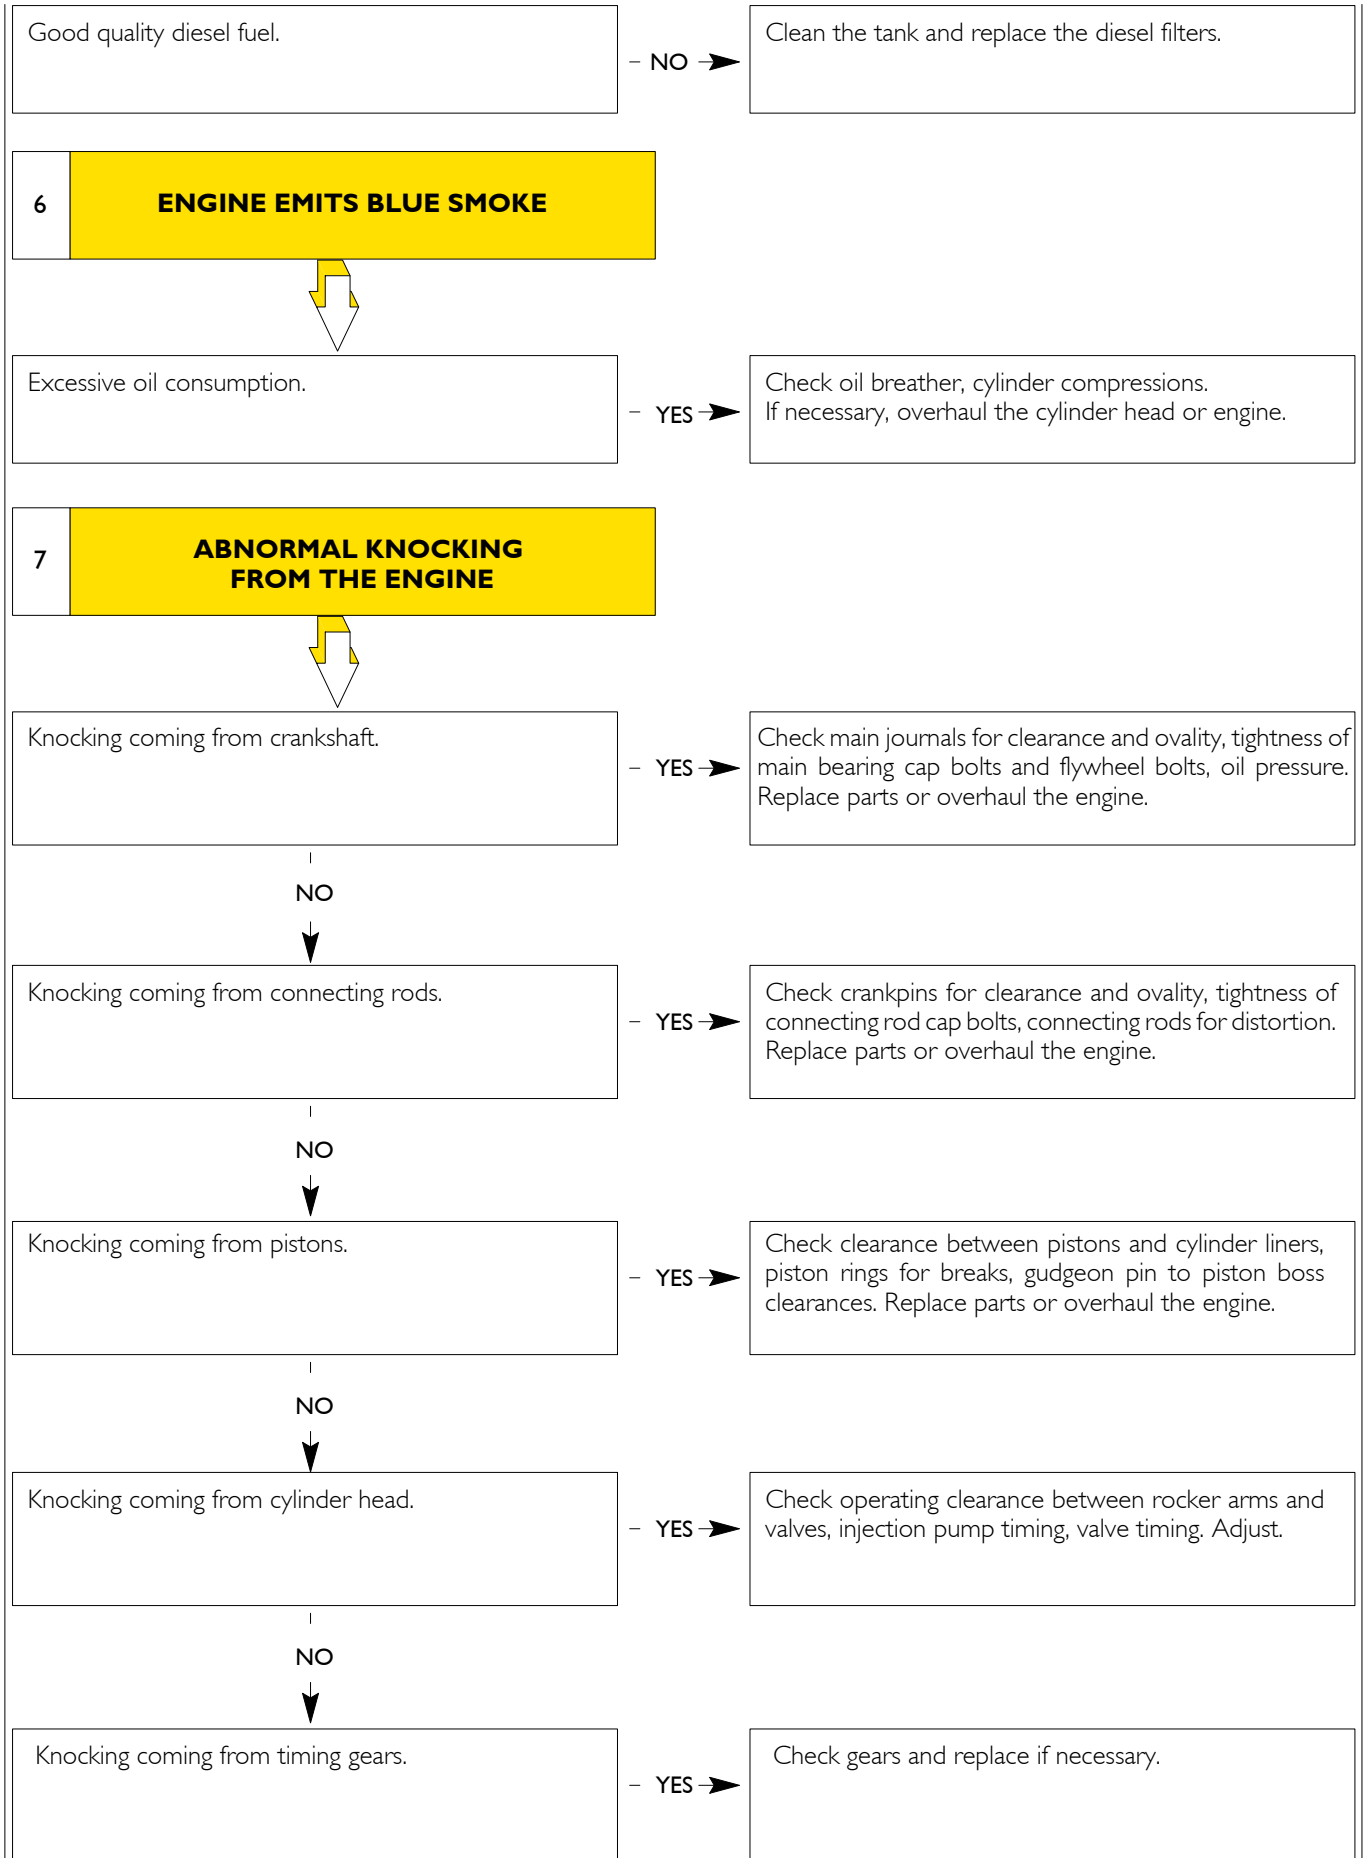 Good quality diesel fuel.
NO
Clean the tank and replace the diesel filters.
6
ENGINE EMITS BLUE SMOKE
Excessive oil consumption.
YES
Check oil breather, cylinder compressions.
If necessary, overhaul the cylinder head or engine.
7
ABNORMAL KNOCKING
FROM THE ENGINE
Knocking coming from crankshaft.
YES
Check main journals for clearance and ovality, tightness of
main bearing cap bolts and flywheel bolts, oil pressure.
Replace parts or overhaul the engine.
NO
Knocking coming from connecting rods.
YES
Check crankpins for clearance and ovality, tightness of
connecting rod cap bolts, connecting rods for distortion.
Replace parts or overhaul the engine.
NO
Knocking coming from pistons.
YES
Check clearance between pistons and cylinder liners,
piston rings for breaks, gudgeon pin to piston boss
clearances. Replace parts or overhaul the engine.
NO
Knocking coming from cylinder head.
YES
Check operating clearance between rocker arms and
valves, injection pump timing, valve timing. Adjust.
NO
Knocking coming from timing gears.
YES
Check gears and replace if necessary.